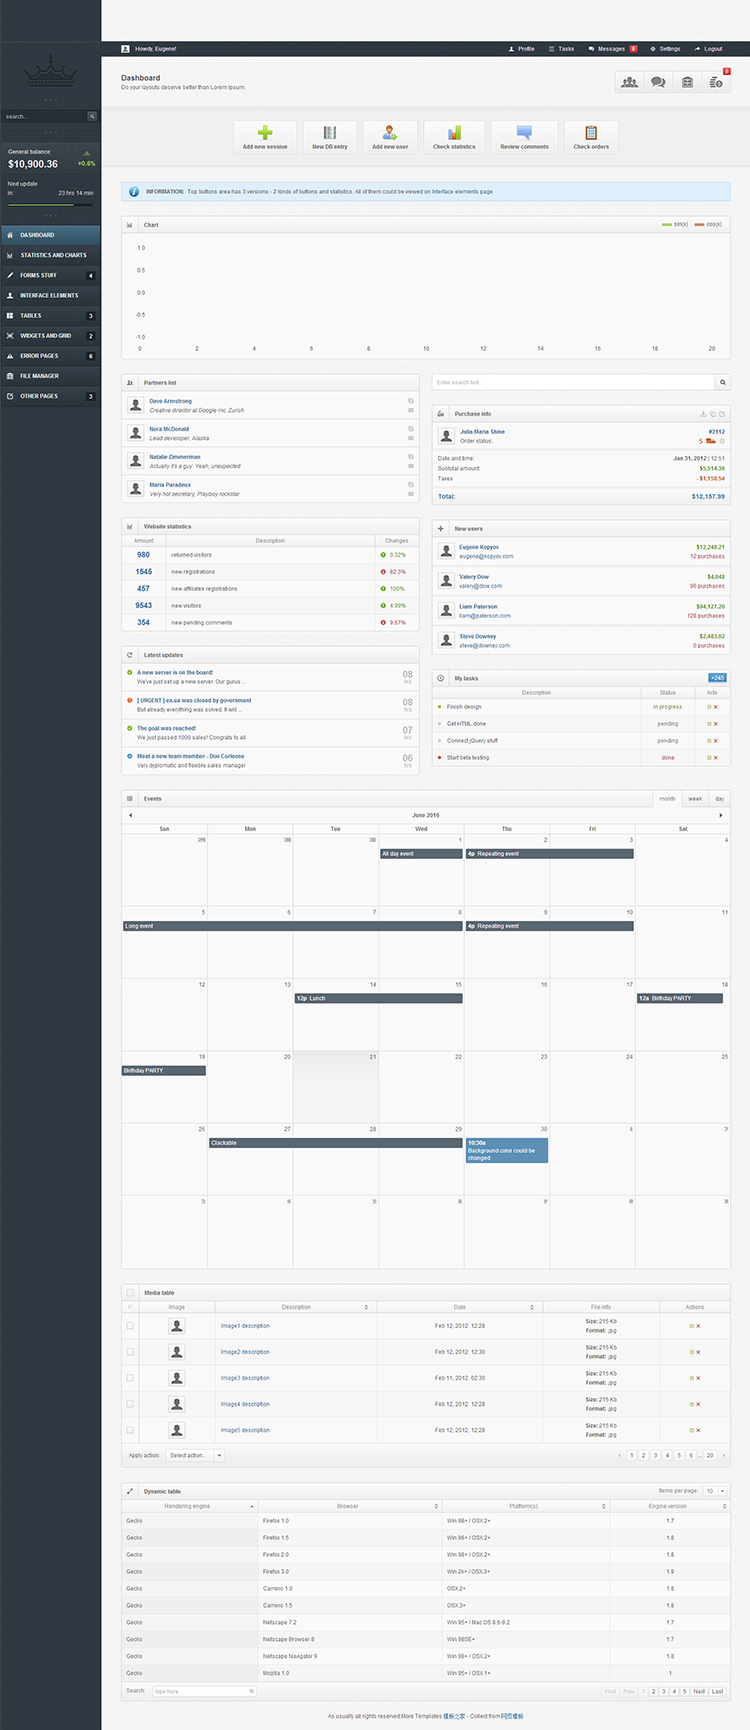 Howdy, Eugene!
Profile
Tasks
Messages 8
Settings
Logout
search...
General balance:
$10,900.36
+0.6%
Next update
in: 23 hrs 14 min
DASHBOARD
STATISTICS AND CHARTS
FORMS STUFF 4
INTERFACE ELEMENTS
TABLES 3
WIDGETS AND GRID 2
ERROR PAGES 6
FILE MANAGER
OTHER PAGES 3
Dashboard
Do your layouts deserve better than Lorem Ipsum.
8
Add new session
New DB entry
Add new user
Check statistics
Review comments
Check orders
INFORMATION: Top buttons area has 3 versions - 2 kinds of buttons and statistics. All of them could be viewed on Interface elements page
Chart
sin(x) cos(x)
1.0
0.5
0.0
-0.5
-1.0
0 2 4 6 8 10 12 14 16 18 20
Partners list
Dave Armstrong
Creative director at Google Inc. Zurich
Nora McDonald
Lead developer, Alaska
Natalie Zimmerman
Actually it's a guy. Yeah, unexpected
Maria Paradeux
Very hot secretary, Playboy rockstar
Website statistics
Amount Description Changes
980 returned visitors 0.32%
1545 new registrations 82.3%
457 new affiliates registrations 100%
9543 new visitors 4.99%
354 new pending comments 9.67%
Latest updates
A new server is on the board!
We've just set up a new server. Our gurus ...
08
feb
[ URGENT ] ex.ea was closed by government
But already everything was solved. It will ...
08
feb
The goal was reached!
We just passed 1000 sales! Congrats to all
07
feb
Meat a new team member - Don Corleone
Very dyplomatic and flexible sales manager
06
feb
Enter search text...
Purchase info
Julia Maria Shine #2112
Order status:
Date and time: Jan 31, 2012 | 12:51
Subtotal amount: $5,514.36
Taxes - $1,158.54
Total: $12,157.99
New users
Eugene Kopyov $12,248.21
eugene@kopyov.com 12 purchases
Valery Dow $4,048
valery@dow.com 96 purchases
Liam Paterson $94,127.20
liam@paterson.com 128 purchases
Steve Downey $2,483.02
steve@downey.com 0 purchases
My tasks +245
Description Status Acts
Finish design in progress
Get HTML done pending
Connect jQuery stuff pending
Start beta testing done
Events month week day
June 2016
Sun Mon Tue Wed Thu Fri Sat
29 30 31 1 2 3 4
All day event
4p Repeating event
5 6 7 8 9 10 11
Long event
4p Repeating event
12 13 14 15 16 17 18
12p Lunch
12a Birthday PARTY
19 20 21 22 23 24 25
Birthday PARTY
26 27 28 29 30 1 2
Clackable
10:30a
Background color could be
changed
3 4 5 6 7 8 9
Media table
Image Description Date File info Actions
Image1 description Feb 12, 2012, 12:28 Size: 215 Kb
Format: .jpg
Image2 description Feb 12, 2012, 12:30 Size: 215 Kb
Format: .jpg
Image3 description Feb 11, 2012, 02:30 Size: 215 Kb
Format: .jpg
Image4 description Feb 12, 2012, 12:28 Size: 215 Kb
Format: .jpg
Image5 description Feb 12, 2012, 12:28 Size: 215 Kb
Format: .jpg
Apply action: Select action...
1 2 3 4 5 6 ... 20
Dynamic table
Items per page: 10
Rendering engine Browser Platform(s) Engine version
Gecko Firefox 1.0 Win 98+ / OSX.2+ 1.7
Gecko Firefox 1.5 Win 98+ / OSX.2+ 1.8
Gecko Firefox 2.0 Win 98+ / OSX.2+ 1.8
Gecko Firefox 3.0 Win 2k+ / OSX.3+ 1.9
Gecko Camino 1.0 OSX.2+ 1.8
Gecko Camino 1.5 OSX.3+ 1.8
Gecko Netscape 7.2 Win 95+ / Mac OS 8.6-9.2 1.7
Gecko Netscape Browser 8 Win 98SE+ 1.7
Gecko Netscape Navigator 9 Win 98+ / OSX.2+ 1.8
Gecko Mozilla 1.0 Win 95+ / OSX.1+ 1
Search: type here...
First Prev 1 2 3 4 5 Next Last
As usually all rights reserved.More Templates 模板之家 - Collect from 网页模板